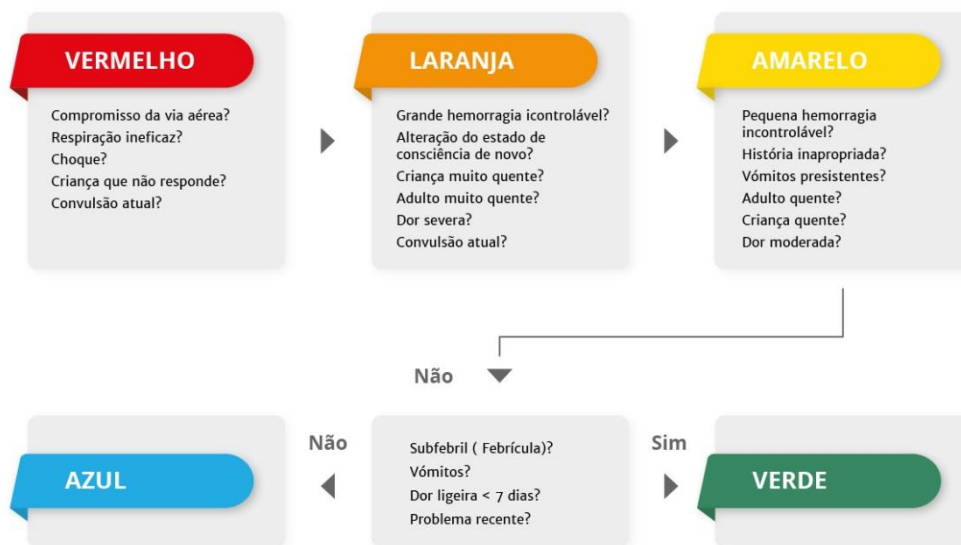 VERMELHO
Compromisso da via aérea?
Respiração ineficaz?
Choque?
Criança que não responde?
Convulsão atual?
LARANJA
Grande hemorragia icontrolável?
Alteração do estado de
consciência de novo?
Criança muito quente?
Adulto muito quente?
Dor severa?
Convulsão atual?
AMARELO
Pequena hemorragia
incontrolável?
História inapropriada?
Vómitos presistentes?
Adulto quente?
Criança quente?
Dor moderada?
Não
AZUL
Não
Subfebril ( Febrícula)?
Vómitos?
Dor ligeira < 7 dias?
Problema recente?
Sim
VERDE